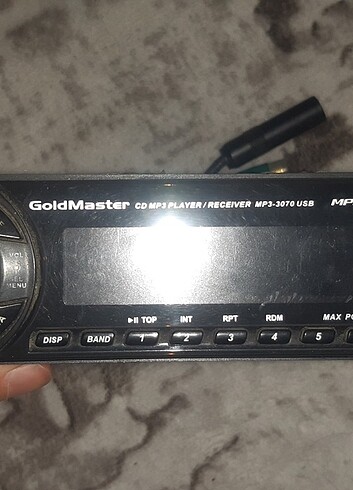 GoldMaster CD MP3 PLAYER / RECEIVER MP3-3070 USB MP
VOL
MENU
▶II TOP INT RPT RDM MAX PO
DISP BAND 1 2 3 4 5